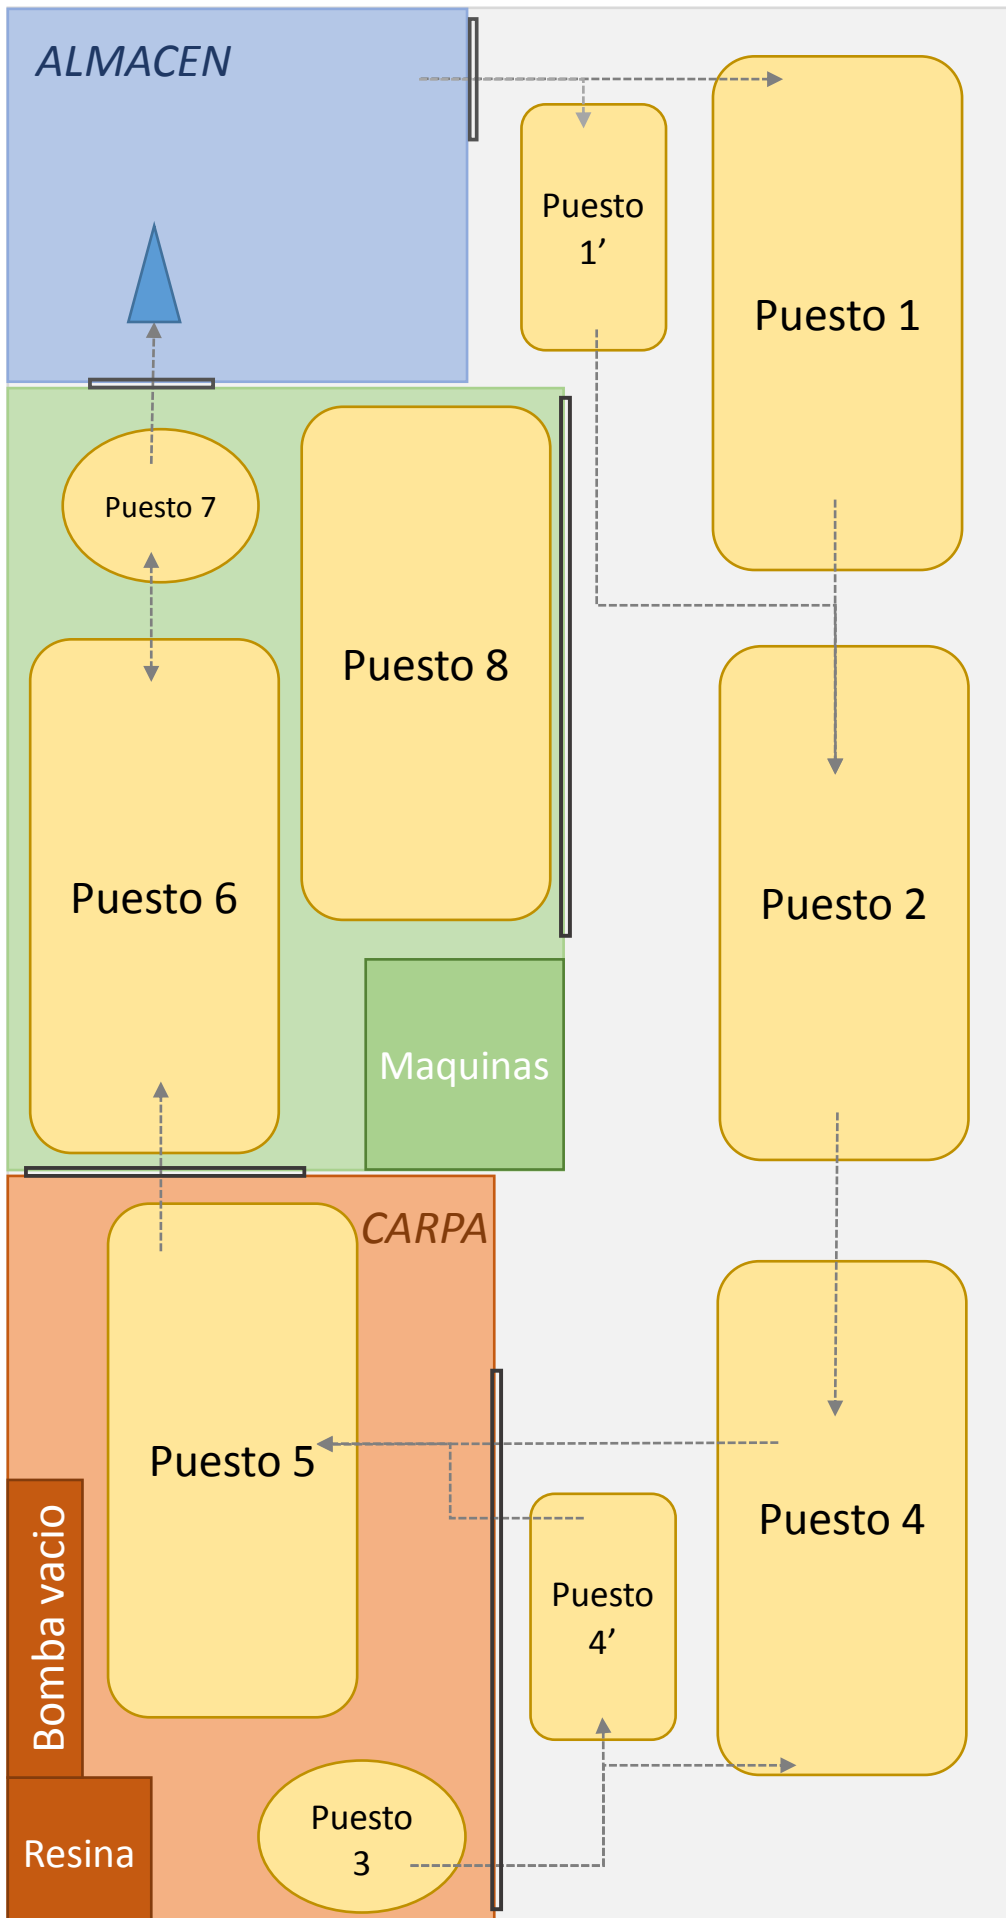 ALMACEN
Puesto
1’
Puesto 1
Puesto 7
Puesto 8
Puesto 6
Puesto 2
Maquinas
CARPA
Puesto 5
Puesto 4
Bomba vacio
Puesto
4’
Puesto
3
Resina